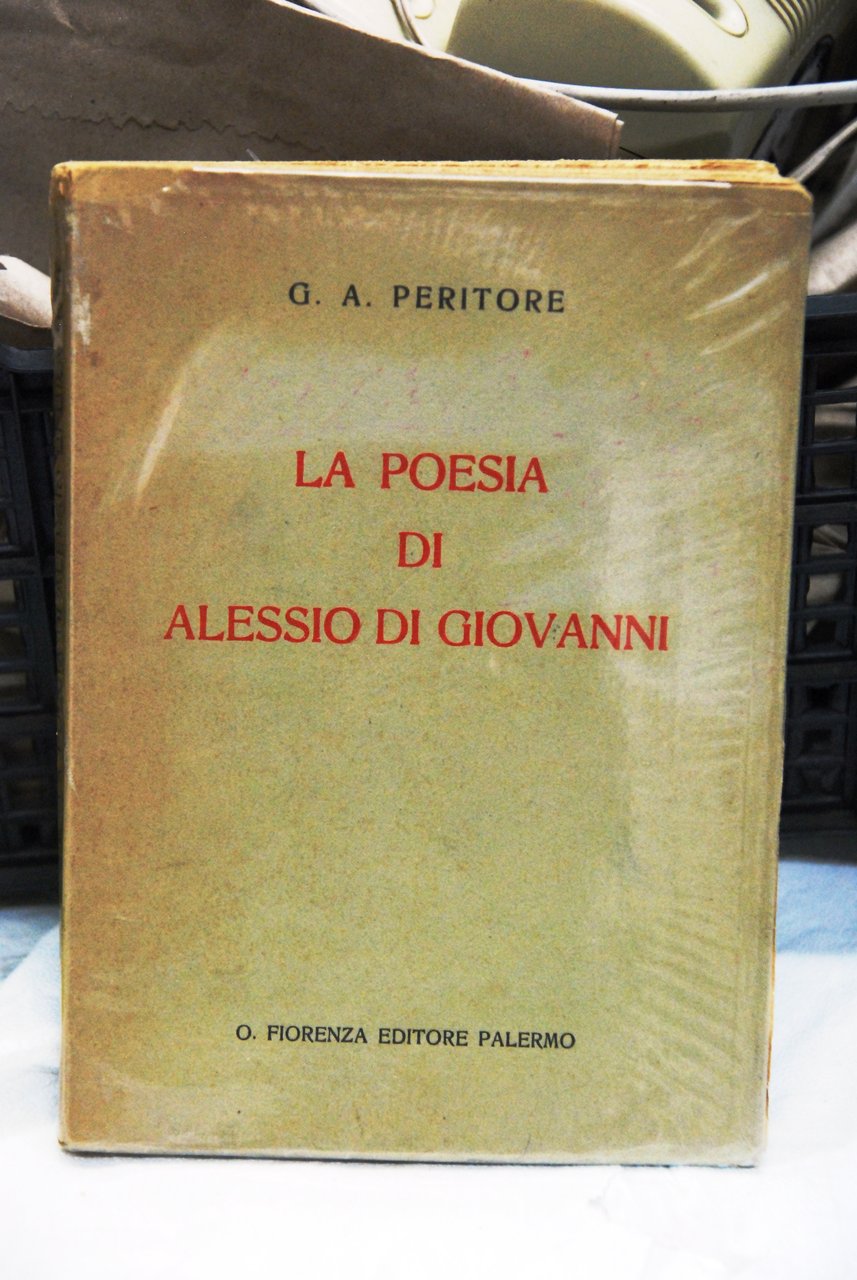 G. A. PERITORE
LA POESIA
DI
ALESSIO DI GIOVANNI
O. FIORENZA EDITORE PALERMO